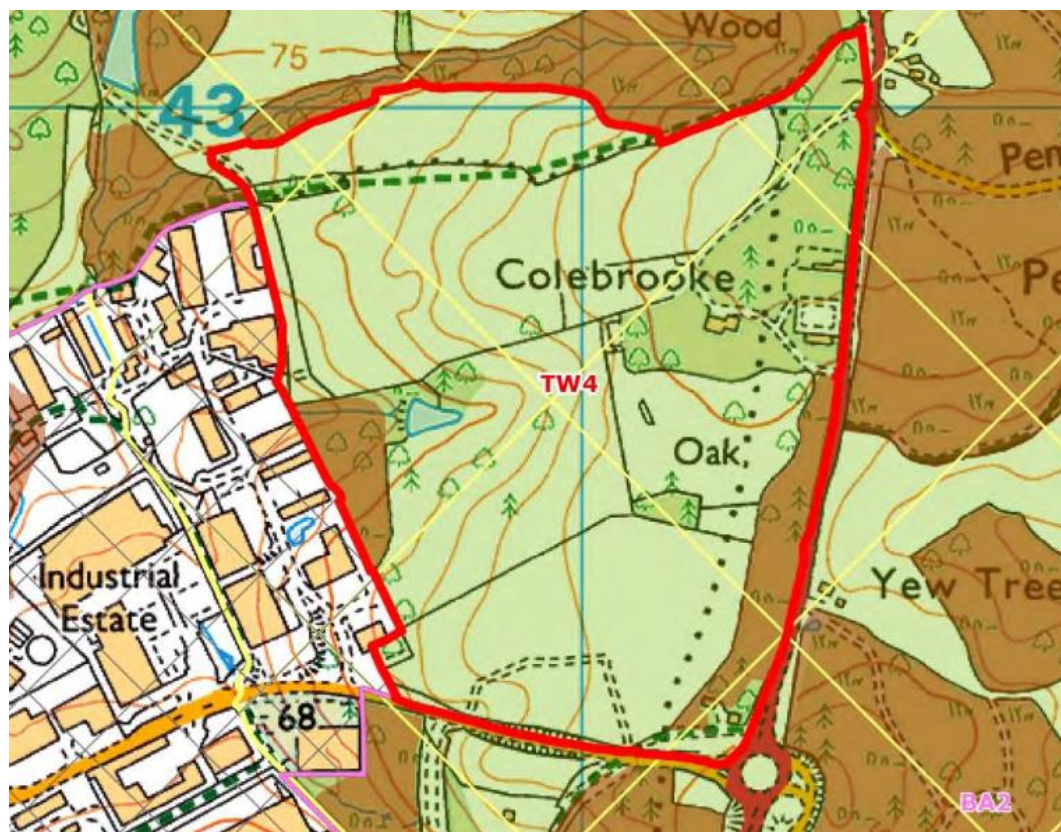 Wood
75
43
Pen
Colebrooke
Pe
TW4
Oak
Industrial
Estate
Yew Tree
68
BA2